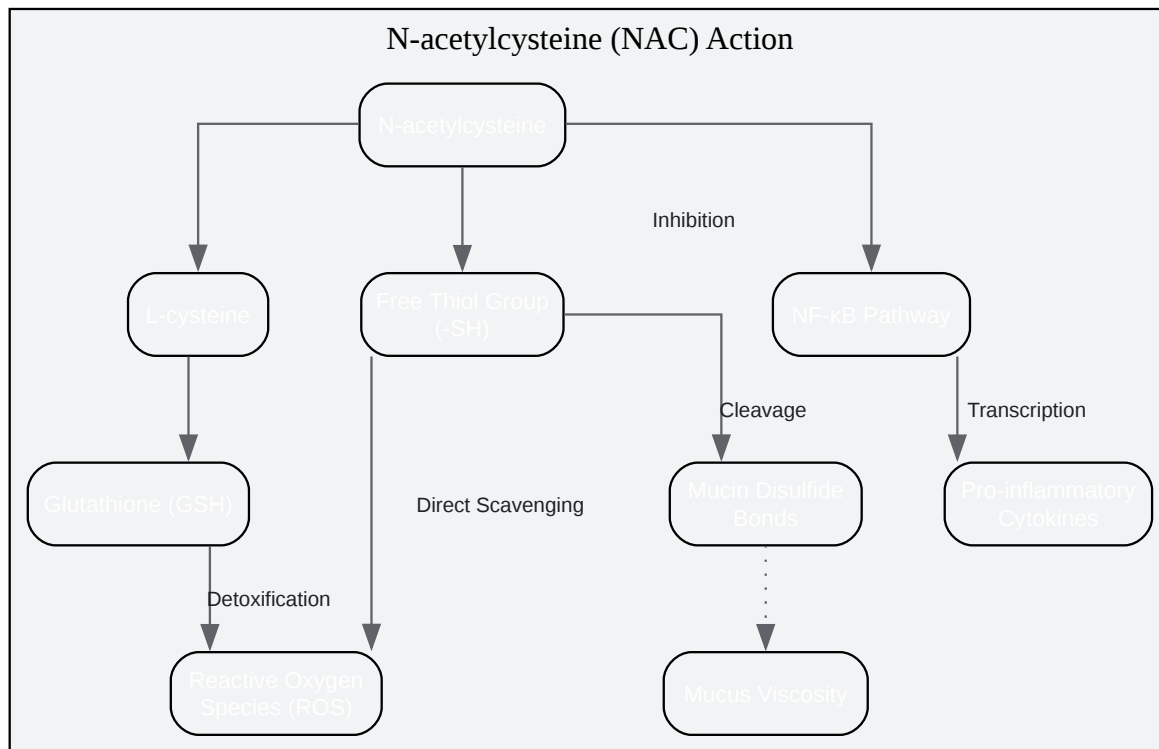 N-acetylcysteine (NAC) Action
N-acetylcysteine
Inhibition
L-cysteine
Free Thiol Group
(-SH)
NF-κB Pathway
Cleavage
Transcription
Glutathione (GSH)
Direct Scavenging
Mucin Disulfide
Bonds
Pro-inflammatory
Cytokines
Detoxification
Reactive Oxygen
Species (ROS)
Mucus Viscosity